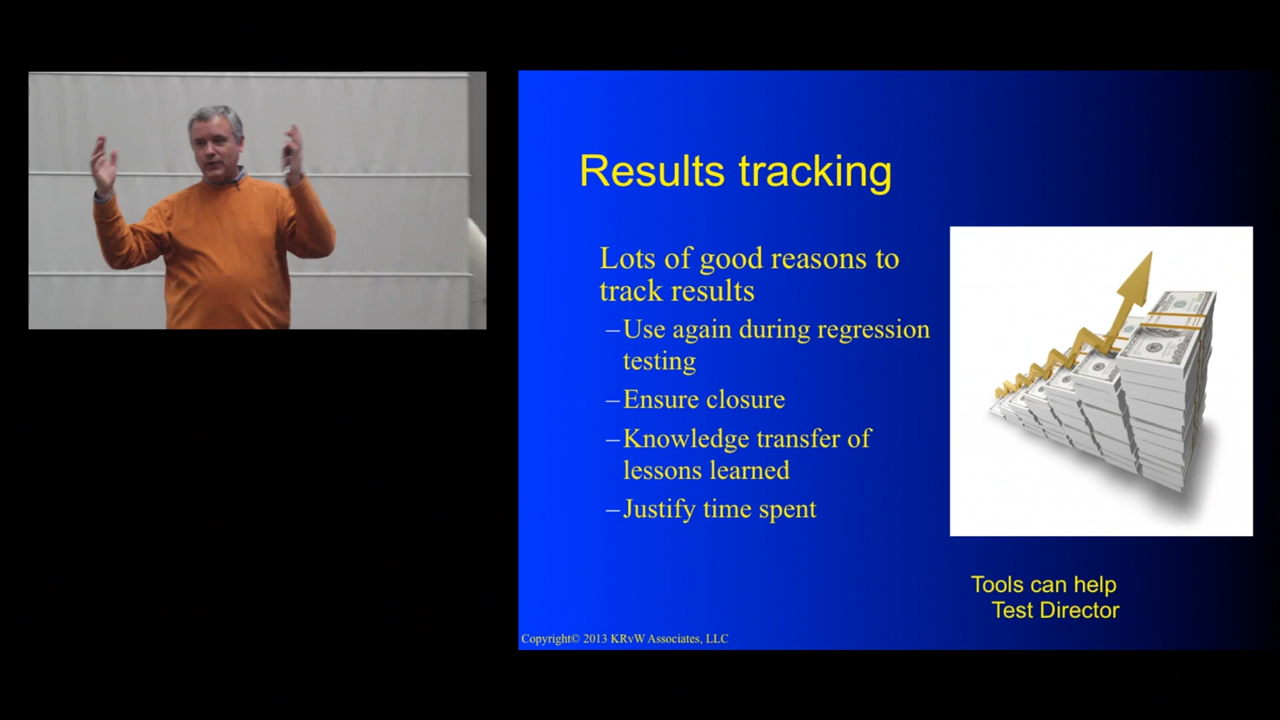 Results tracking
Lots of good reasons to
track results
–Use again during regression
testing
–Ensure closure
–Knowledge transfer of
lessons learned
–Justify time spent
Tools can help
Test Director
Copyright© 2013 KRvW Associates, LLC